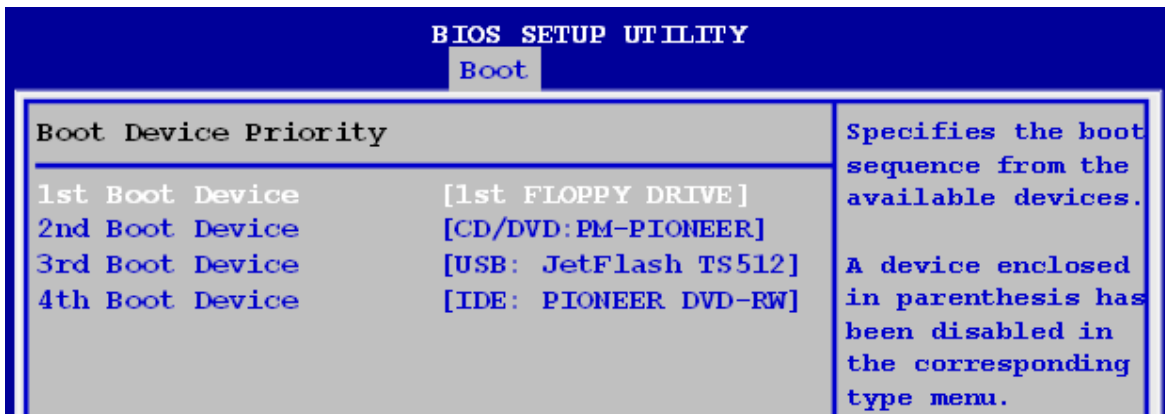 BIOS SETUP UTILITY
Boot
Boot Device Priority
1st Boot Device [1st FLOPPY DRIVE]
2nd Boot Device [CD/DVD:PM-PIONEER]
3rd Boot Device [USB: JetFlash TS512]
4th Boot Device [IDE: PIONEER DVD-RW]
Specifies the boot
sequence from the
available devices.
A device enclosed
in parenthesis has
been disabled in
the corresponding
type menu.